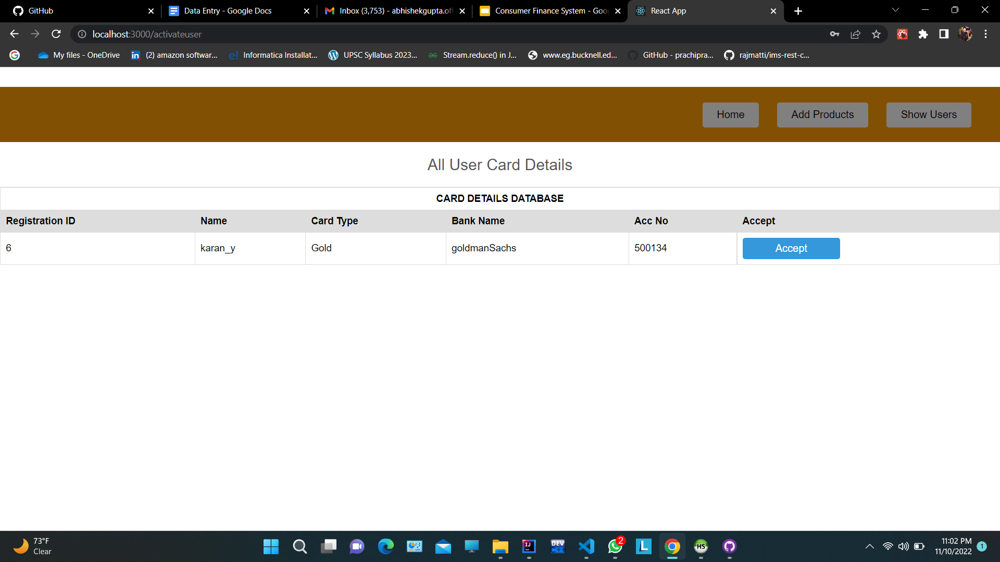 GitHub
Data Entry - Google Docs
Inbox (3,753) - abhishekgupta.off
Consumer Finance System - Goo
React App
localhost:3000/activateuser
My files - OneDrive
(2) amazon softwar...
Informatica Installat...
UPSC Syllabus 2023...
Stream.reduce() in J...
www.eg.bucknell.ed...
GitHub - prachipra...
rajmatti/ims-rest-c...
Home
Add Products
Show Users
All User Card Details
CARD DETAILS DATABASE
Registration ID Name Card Type Bank Name Acc No Accept
6 karan_y Gold goldmanSachs 500134 Accept
73°F
Clear
IJ
DEV
2
L
HS
11:02 PM
11/10/2022
1